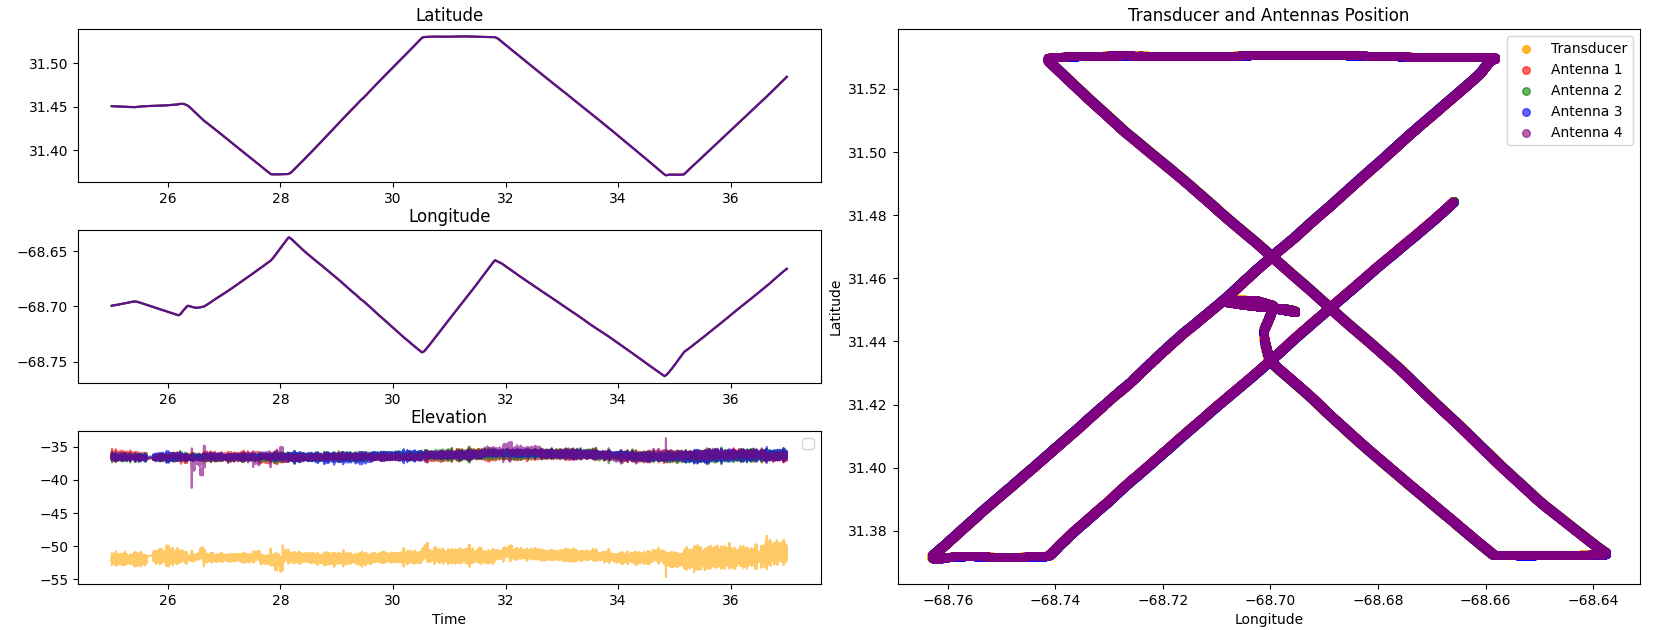 Latitude
31.50
31.45
31.40
26 28 30 32 34 36
Longitude
−68.65
−68.70
−68.75
26 28 30 32 34 36
Elevation
−35
−40
−45
−50
−55
26 28 30 32 34 36
Time
Transducer and Antennas Position
Transducer
Antenna 1
Antenna 2
Antenna 3
Antenna 4
Latitude
31.52
31.50
31.48
31.46
31.44
31.42
31.40
31.38
−68.76 −68.74 −68.72 −68.70 −68.68 −68.66 −68.64
Longitude